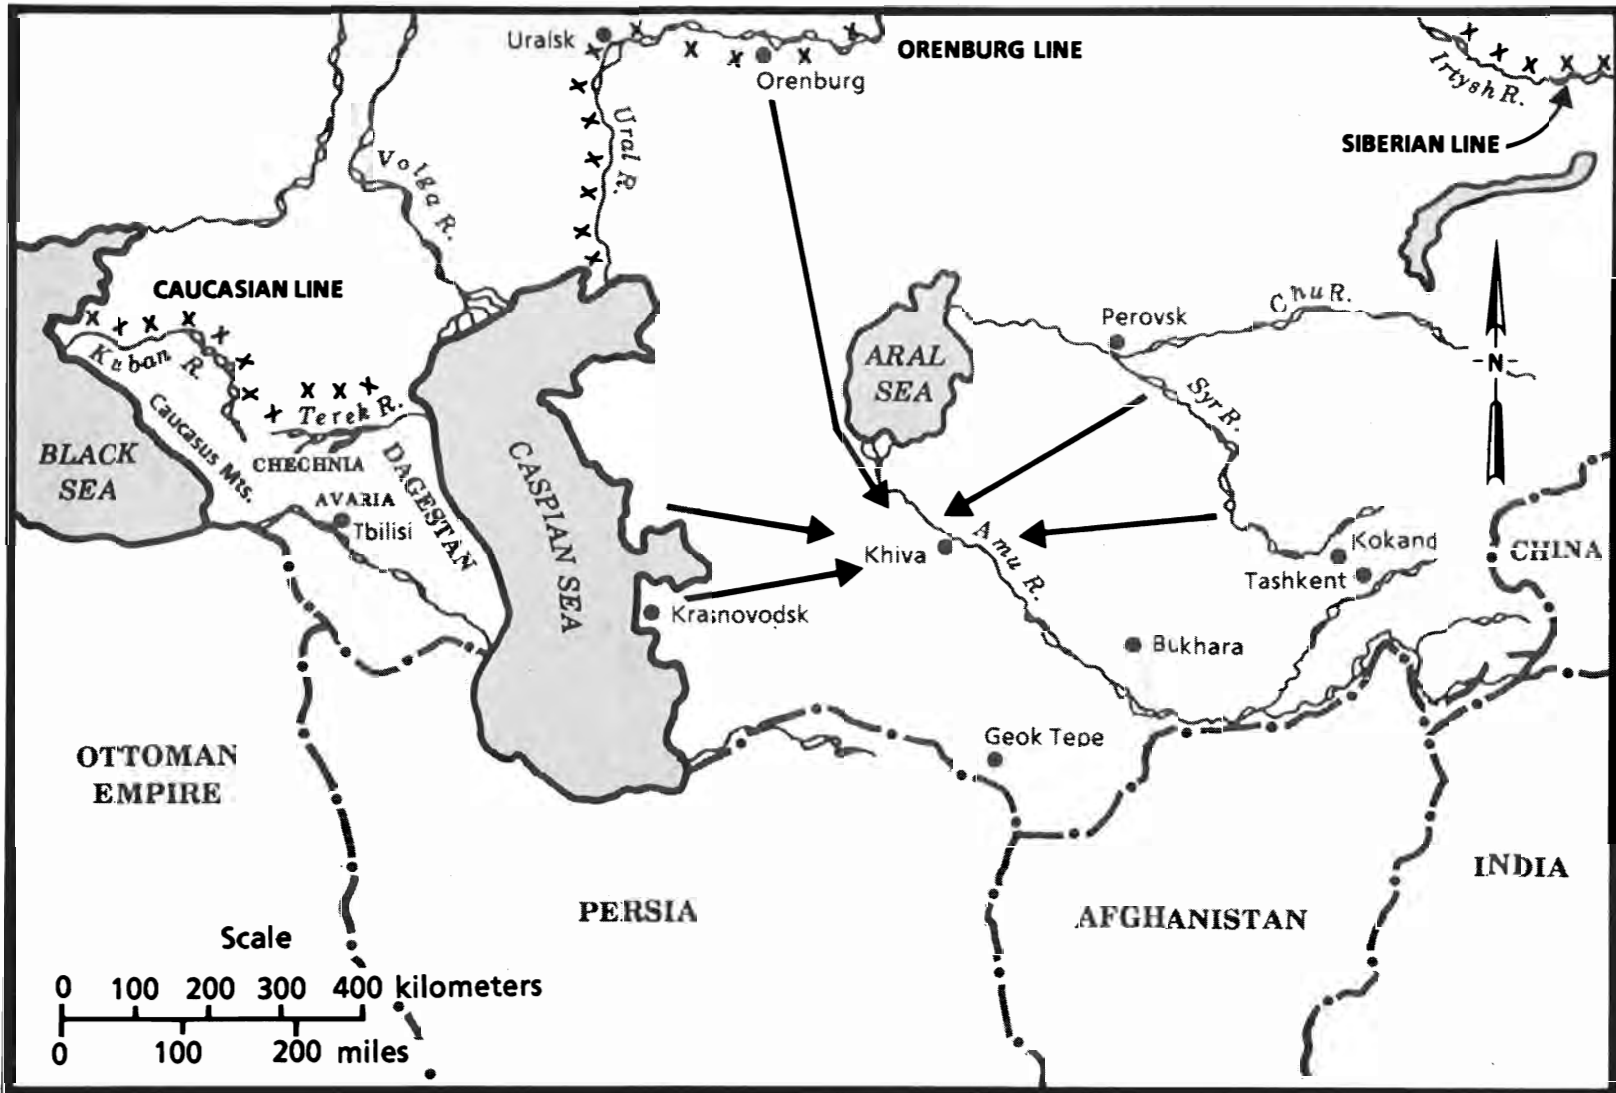 Uralsk
ORENBURG LINE
Orenburg
Irtysh R.
SIBERIAN LINE
Ural R.
Volga R.
CAUCASIAN LINE
Chu R.
Perovsk
Kuban R.
ARAL
SEA
-N-
Syr R.
Terek R.
Caucasus Mts.
BLACK
SEA
CHECHNIA
DAGESTAN
CASPIAN SEA
AVARIA
Tbilisi
Khiva
Amu R.
Kokand
CHINA
Tashkent
Krasnovodsk
Bukhara
Geok Tepe
OTTOMAN
EMPIRE
INDIA
PERSIA
AFGHANISTAN
Scale
0 100 200 300 400 kilometers
0 100 200 miles